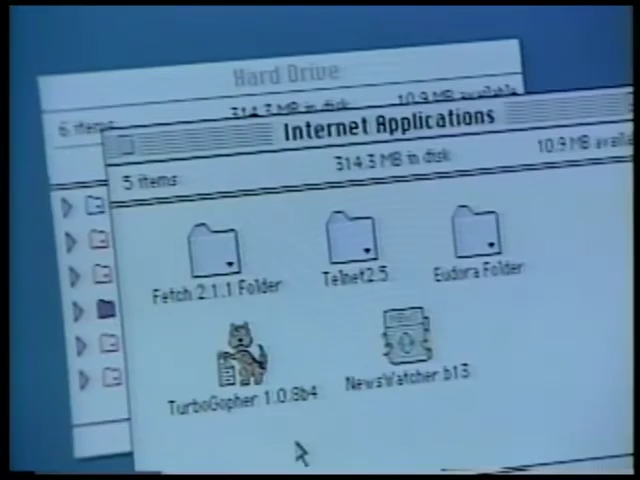 Hard Drive
6 items
314.3 MB in disk
10.9 MB available
Internet Applications
5 items
314.3 MB in disk
10.9 MB availa
Fetch 2.1.1 Folder
Telnet2.5
Eudora Folder
TurboGopher 1.0.8b4
NewsWatcher b13